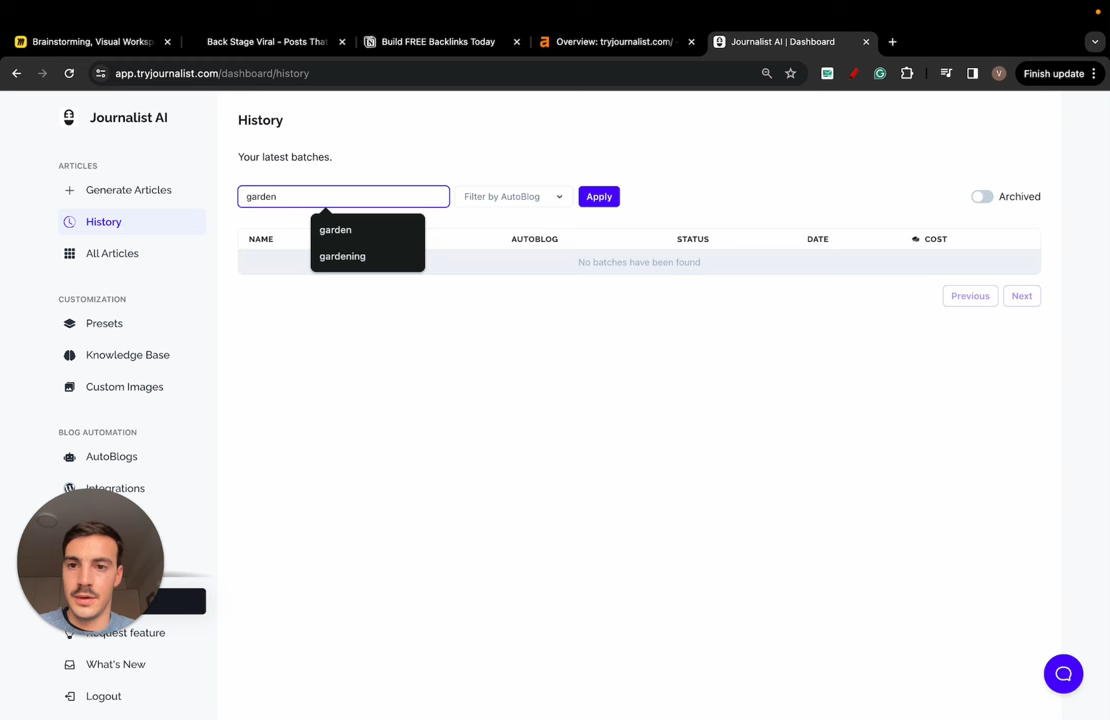 Brainstorming, Visual Worksp
Back Stage Viral - Posts That
Build FREE Backlinks Today
Overview: tryjournalist.com/ -
Journalist AI | Dashboard
app.tryjournalist.com/dashboard/history
V
Finish update
Journalist AI
ARTICLES
Generate Articles
History
All Articles
CUSTOMIZATION
Presets
Knowledge Base
Custom Images
BLOG AUTOMATION
AutoBlogs
Integrations
Request feature
What's New
Logout
History
Your latest batches.
garden
Filter by AutoBlog
Apply
Archived
garden
gardening
NAME
AUTOBLOG
STATUS
DATE
COST
No batches have been found
Previous
Next